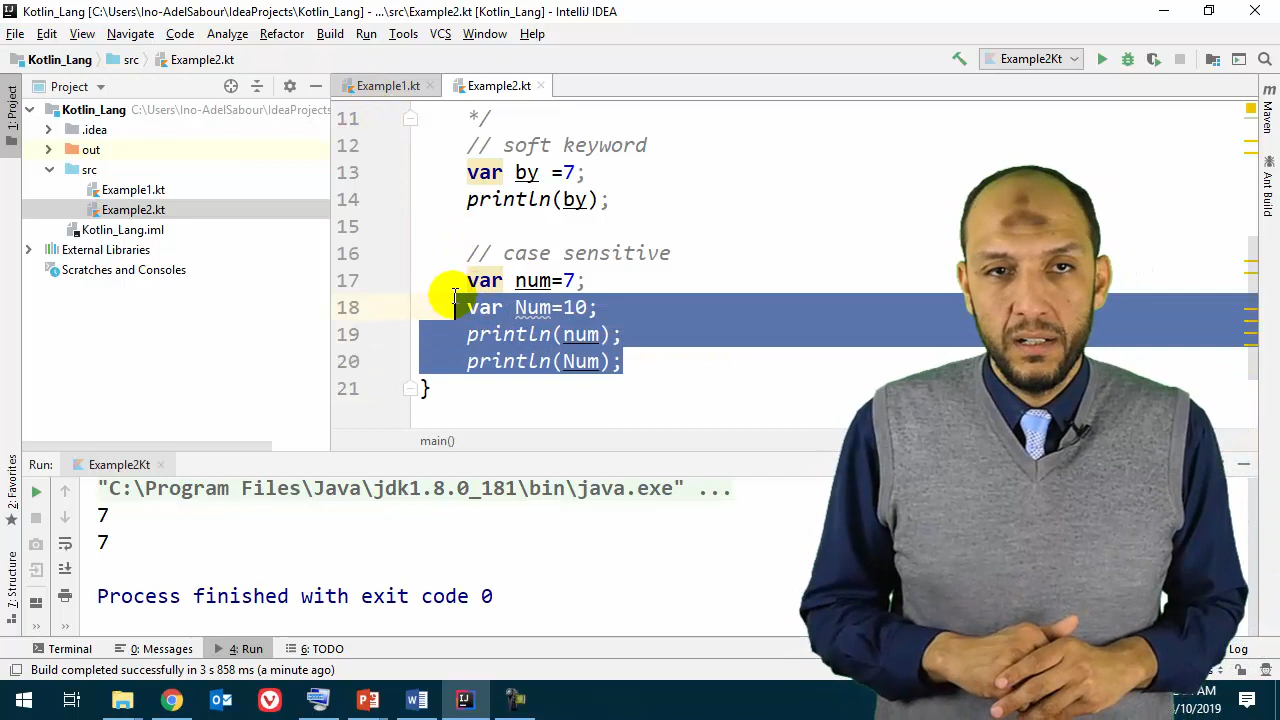 Kotlin_Lang [C:\Users\Ino-AdelSabour\IdeaProjects\Kotlin_Lang] - ...\src\Example2.kt [Kotlin_Lang] - IntelliJ IDEA
File Edit View Navigate Code Analyze Refactor Build Run Tools VCS Window Help
Kotlin_Lang src Example2.kt Example2Kt
1: Project Project Example1.kt Example2.kt Maven
Kotlin_Lang C:\Users\Ino-AdelSabour\IdeaProjects
.idea
out
src
Example1.kt
Example2.kt
Kotlin_Lang.iml
External Libraries
Scratches and Consoles
Ant Build
11 */
12 // soft keyword
13 var by =7;
14 println(by);
15
16 // case sensitive
17 var num=7;
18 var Num=10;
19 println(num);
20 println(Num);
21 }
main()
2: Favorites
7: Structure
Run: Example2Kt
"C:\Program Files\Java\jdk1.8.0_181\bin\java.exe" ...
7
7
Process finished with exit code 0
Terminal 0: Messages 4: Run 6: TODO Log
Build completed successfully in 3 s 858 ms (a minute ago)
AM
/10/2019